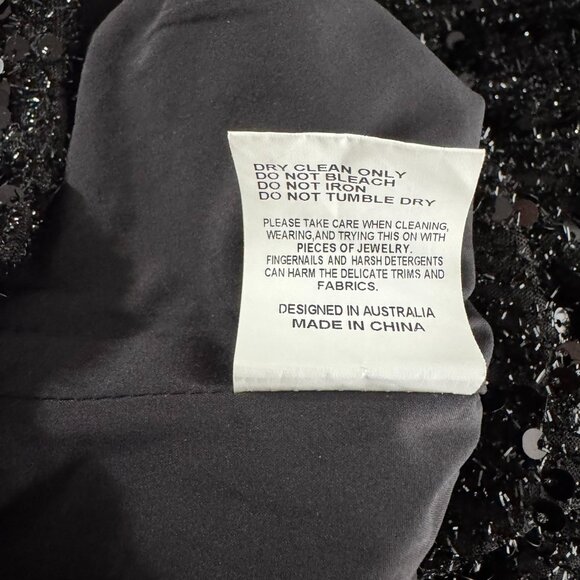 DRY CLEAN ONLY
DO NOT BLEACH
DO NOT IRON
DO NOT TUMBLE DRY
PLEASE TAKE CARE WHEN CLEANING,
WEARING,AND TRYING THIS ON WITH
PIECES OF JEWELRY.
FINGERNAILS AND HARSH DETERGENTS
CAN HARM THE DELICATE TRIMS AND
FABRICS.
DESIGNED IN AUSTRALIA
MADE IN CHINA